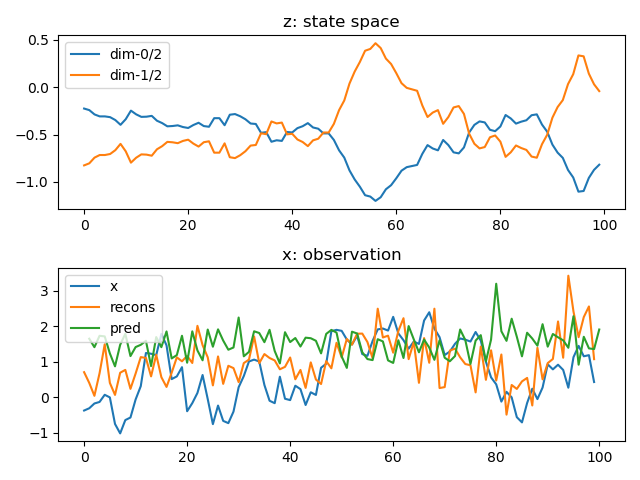 z: state space
dim-0/2
dim-1/2
0.5
0.0
−0.5
−1.0
0 20 40 60 80 100
x: observation
x
recons
pred
3
2
1
0
−1
0 20 40 60 80 100